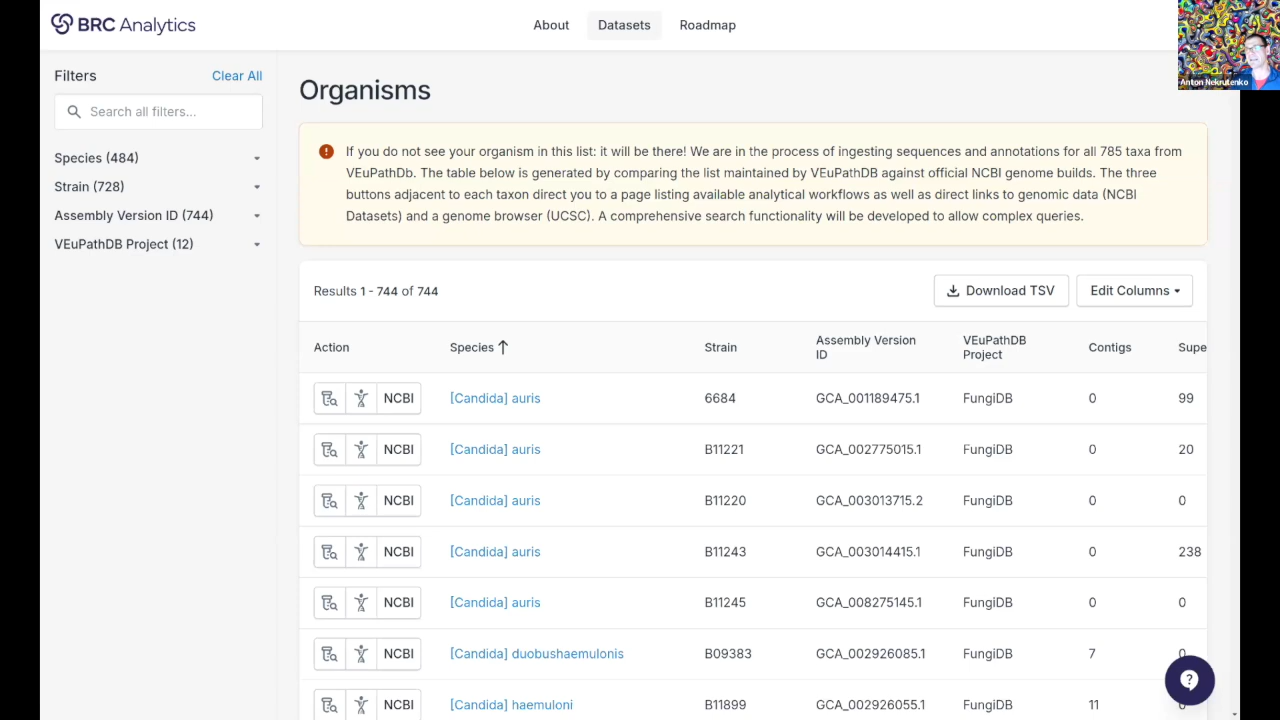 BRC Analytics
About
Datasets
Roadmap
Anton Nekrutenko
Filters
Clear All
Search all filters...
Species (484)
Strain (728)
Assembly Version ID (744)
VEuPathDB Project (12)
Organisms
If you do not see your organism in this list: it will be there! We are in the process of ingesting sequences and annotations for all 785 taxa from
VEuPathDb. The table below is generated by comparing the list maintained by VEuPathDB against official NCBI genome builds. The three
buttons adjacent to each taxon direct you to a page listing available analytical workflows as well as direct links to genomic data (NCBI
Datasets) and a genome browser (UCSC). A comprehensive search functionality will be developed to allow complex queries.
Results 1 - 744 of 744
Download TSV
Edit Columns
Action Species Strain Assembly Version ID VEuPathDB Project Contigs Supe
NCBI [Candida] auris 6684 GCA_001189475.1 FungiDB 0 99
NCBI [Candida] auris B11221 GCA_002775015.1 FungiDB 0 20
NCBI [Candida] auris B11220 GCA_003013715.2 FungiDB 0 0
NCBI [Candida] auris B11243 GCA_003014415.1 FungiDB 0 238
NCBI [Candida] auris B11245 GCA_008275145.1 FungiDB 0 0
NCBI [Candida] duobushaemulonis B09383 GCA_002926085.1 FungiDB 7 0
NCBI [Candida] haemuloni B11899 GCA_002926055.1 FungiDB 11